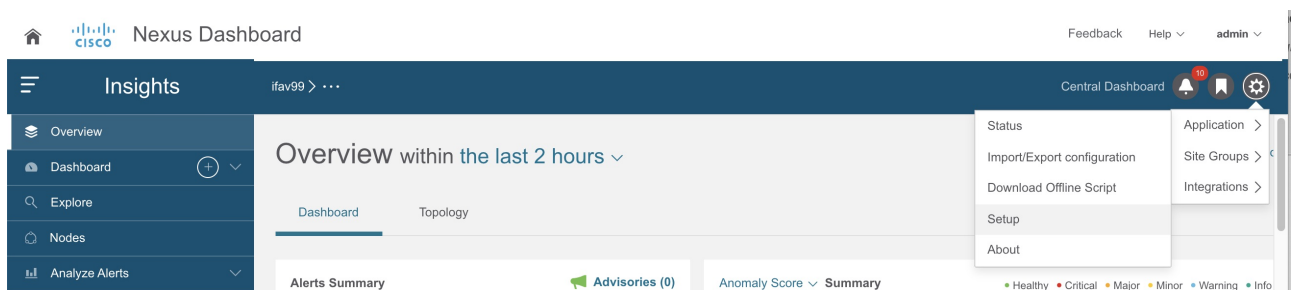 CISCO Nexus Dashboard Feedback Help admin
Insights ifav99 > ··· Central Dashboard 10
Overview
Dashboard
Explore
Nodes
Analyze Alerts
Overview within the last 2 hours
Dashboard Topology
Alerts Summary Advisories (0)
Anomaly Score Summary
Healthy Critical Major Minor Warning Info
Status
Import/Export configuration
Download Offline Script
Setup
About
Application >
Site Groups >
Integrations >